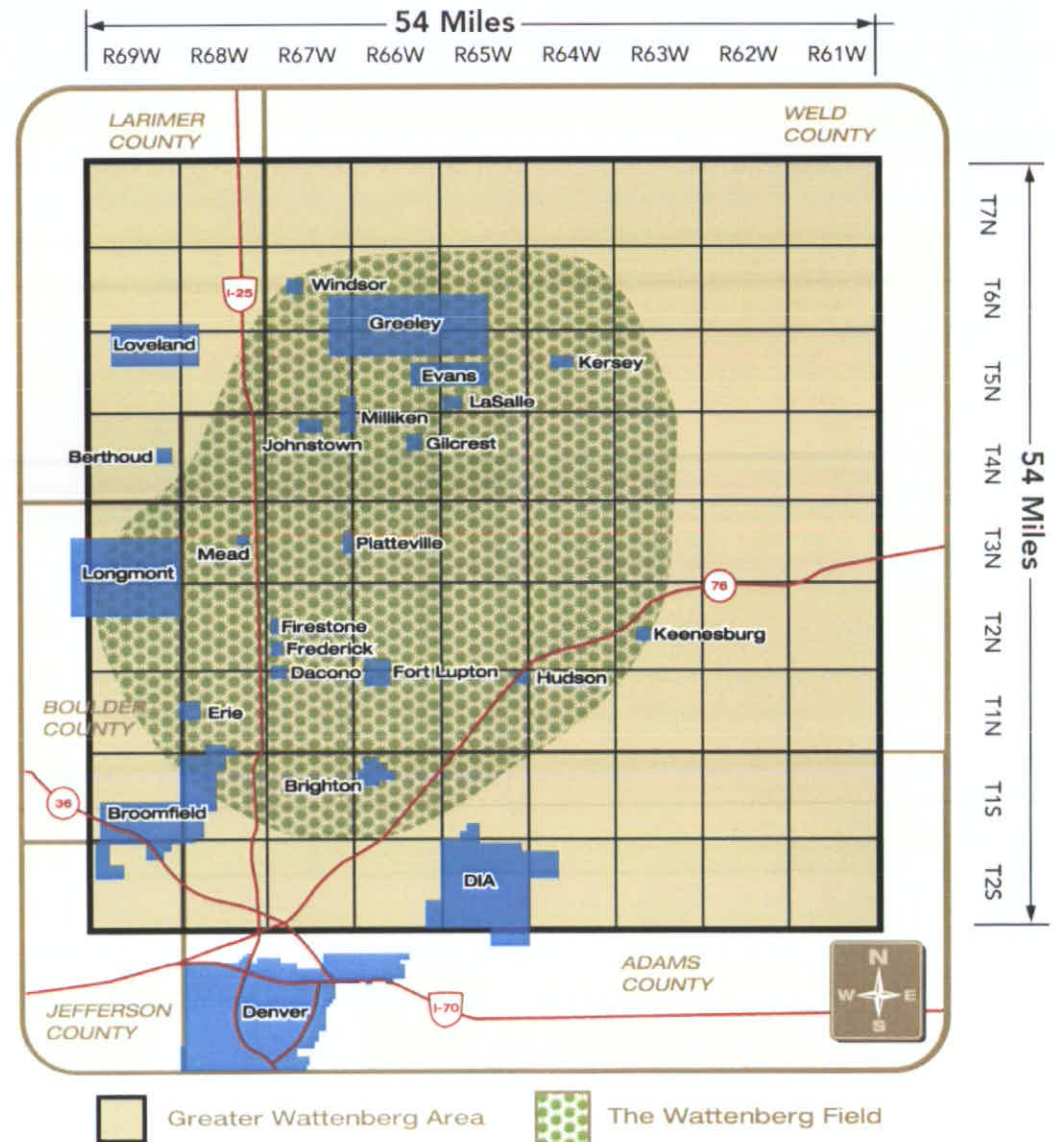 54 Miles
R69W R68W R67W R66W R65W R64W R63W R62W R61W
LARIMER
COUNTY
WELD
COUNTY
T7N
T6N
T5N
T4N
T3N
T2N
T1N
T1S
T2S
54 Miles
I-25
Windsor
Greeley
Loveland
Evans
Kersey
LaSalle
Milliken
Johnstown
Gilcrest
Berthoud
Mead
Platteville
Longmont
76
Firestone
Frederick
Keenesburg
Dacono
Fort Lupton
Hudson
BOULDER
COUNTY
Erie
Brighton
36
Broomfield
DIA
ADAMS
COUNTY
N
W E
S
JEFFERSON
COUNTY
Denver
I-70
Greater Wattenberg Area
The Wattenberg Field